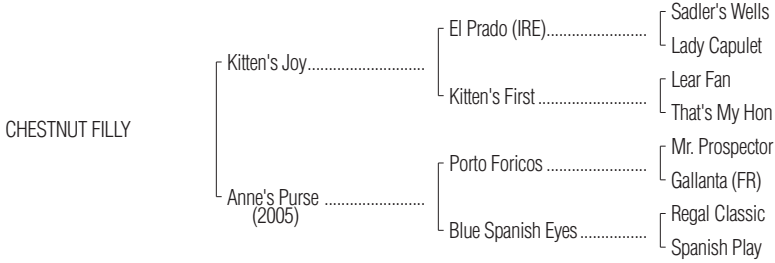 Sadler's Wells
El Prado (IRE)........................
Lady Capulet
Kitten's Joy............................
Lear Fan
Kitten's First ..........................
That's My Hon
CHESTNUT FILLY
Mr. Prospector
Porto Foricos ........................
Gallanta (FR)
Anne's Purse ........................
(2005)
Regal Classic
Blue Spanish Eyes ................
Spanish Play